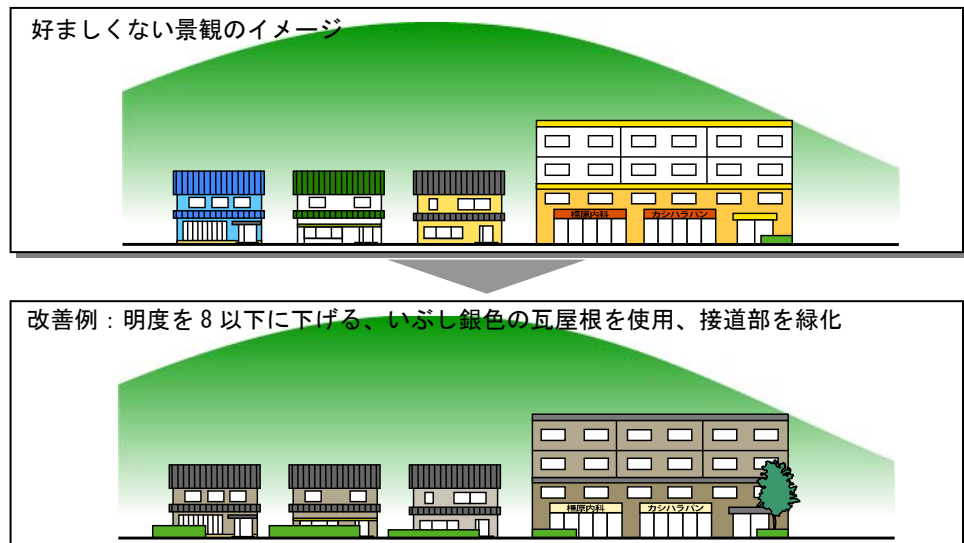 好ましくない景観のイメージ
橿原内科
カシハラパン
改善例：明度を8以下に下げる、いぶし銀色の瓦屋根を使用、接道部を緑化
橿原内科
カシハラパン